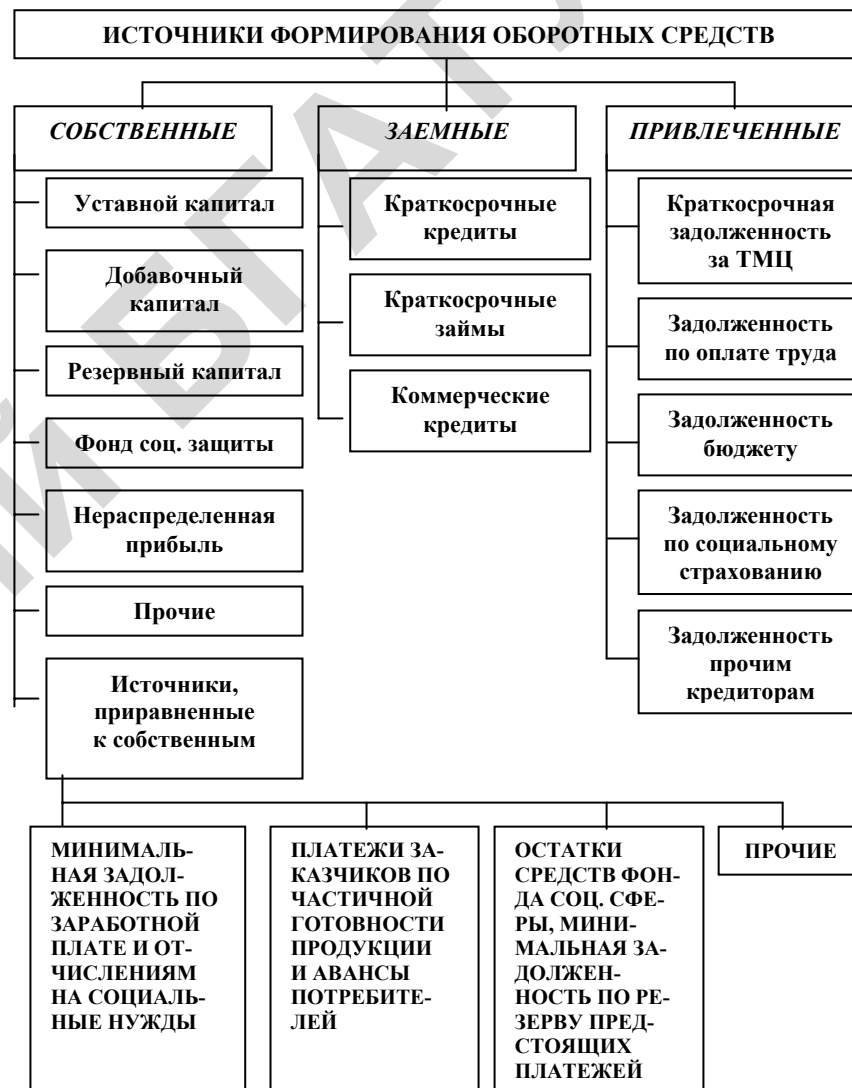 ИСТОЧНИКИ ФОРМИРОВАНИЯ ОБОРОТНЫХ СРЕДСТВ
СОБСТВЕННЫЕ
Уставной капитал
Добавочный
капитал
Резервный капитал
Фонд соц. защиты
Нераспределенная
прибыль
Прочие
Источники,
приравненные
к собственным
ЗАЕМНЫЕ
Краткосрочные
кредиты
Краткосрочные
займы
Коммерческие
кредиты
ПРИВЛЕЧЕННЫЕ
Краткосрочная
задолженность
за ТМЦ
Задолженность
по оплате труда
Задолженность
бюджету
Задолженность
по социальному
страхованию
Задолженность
прочим
кредиторам
МИНИМАЛЬ-
НАЯ ЗАДОЛ-
ЖЕННОСТЬ ПО
ЗАРАБОТНОЙ
ПЛАТЕ И ОТ-
ЧИСЛЕНИЯМ
НА СОЦИАЛЬ-
НЫЕ НУЖДЫ
ПЛАТЕЖИ ЗА-
КАЗЧИКОВ ПО
ЧАСТИЧНОЙ
ГОТОВНОСТИ
ПРОДУКЦИИ
И АВАНСЫ
ПОТРЕБИТЕ-
ЛЕЙ
ОСТАТКИ
СРЕДСТВ ФОН-
ДА СОЦ. СФЕ-
РЫ, МИНИ-
МАЛЬНАЯ ЗА-
ДОЛЖЕН-
НОСТЬ ПО РЕ-
ЗЕРВУ ПРЕД-
СТОЯЩИХ
ПЛАТЕЖЕЙ
ПРОЧИЕ
БГАТУ